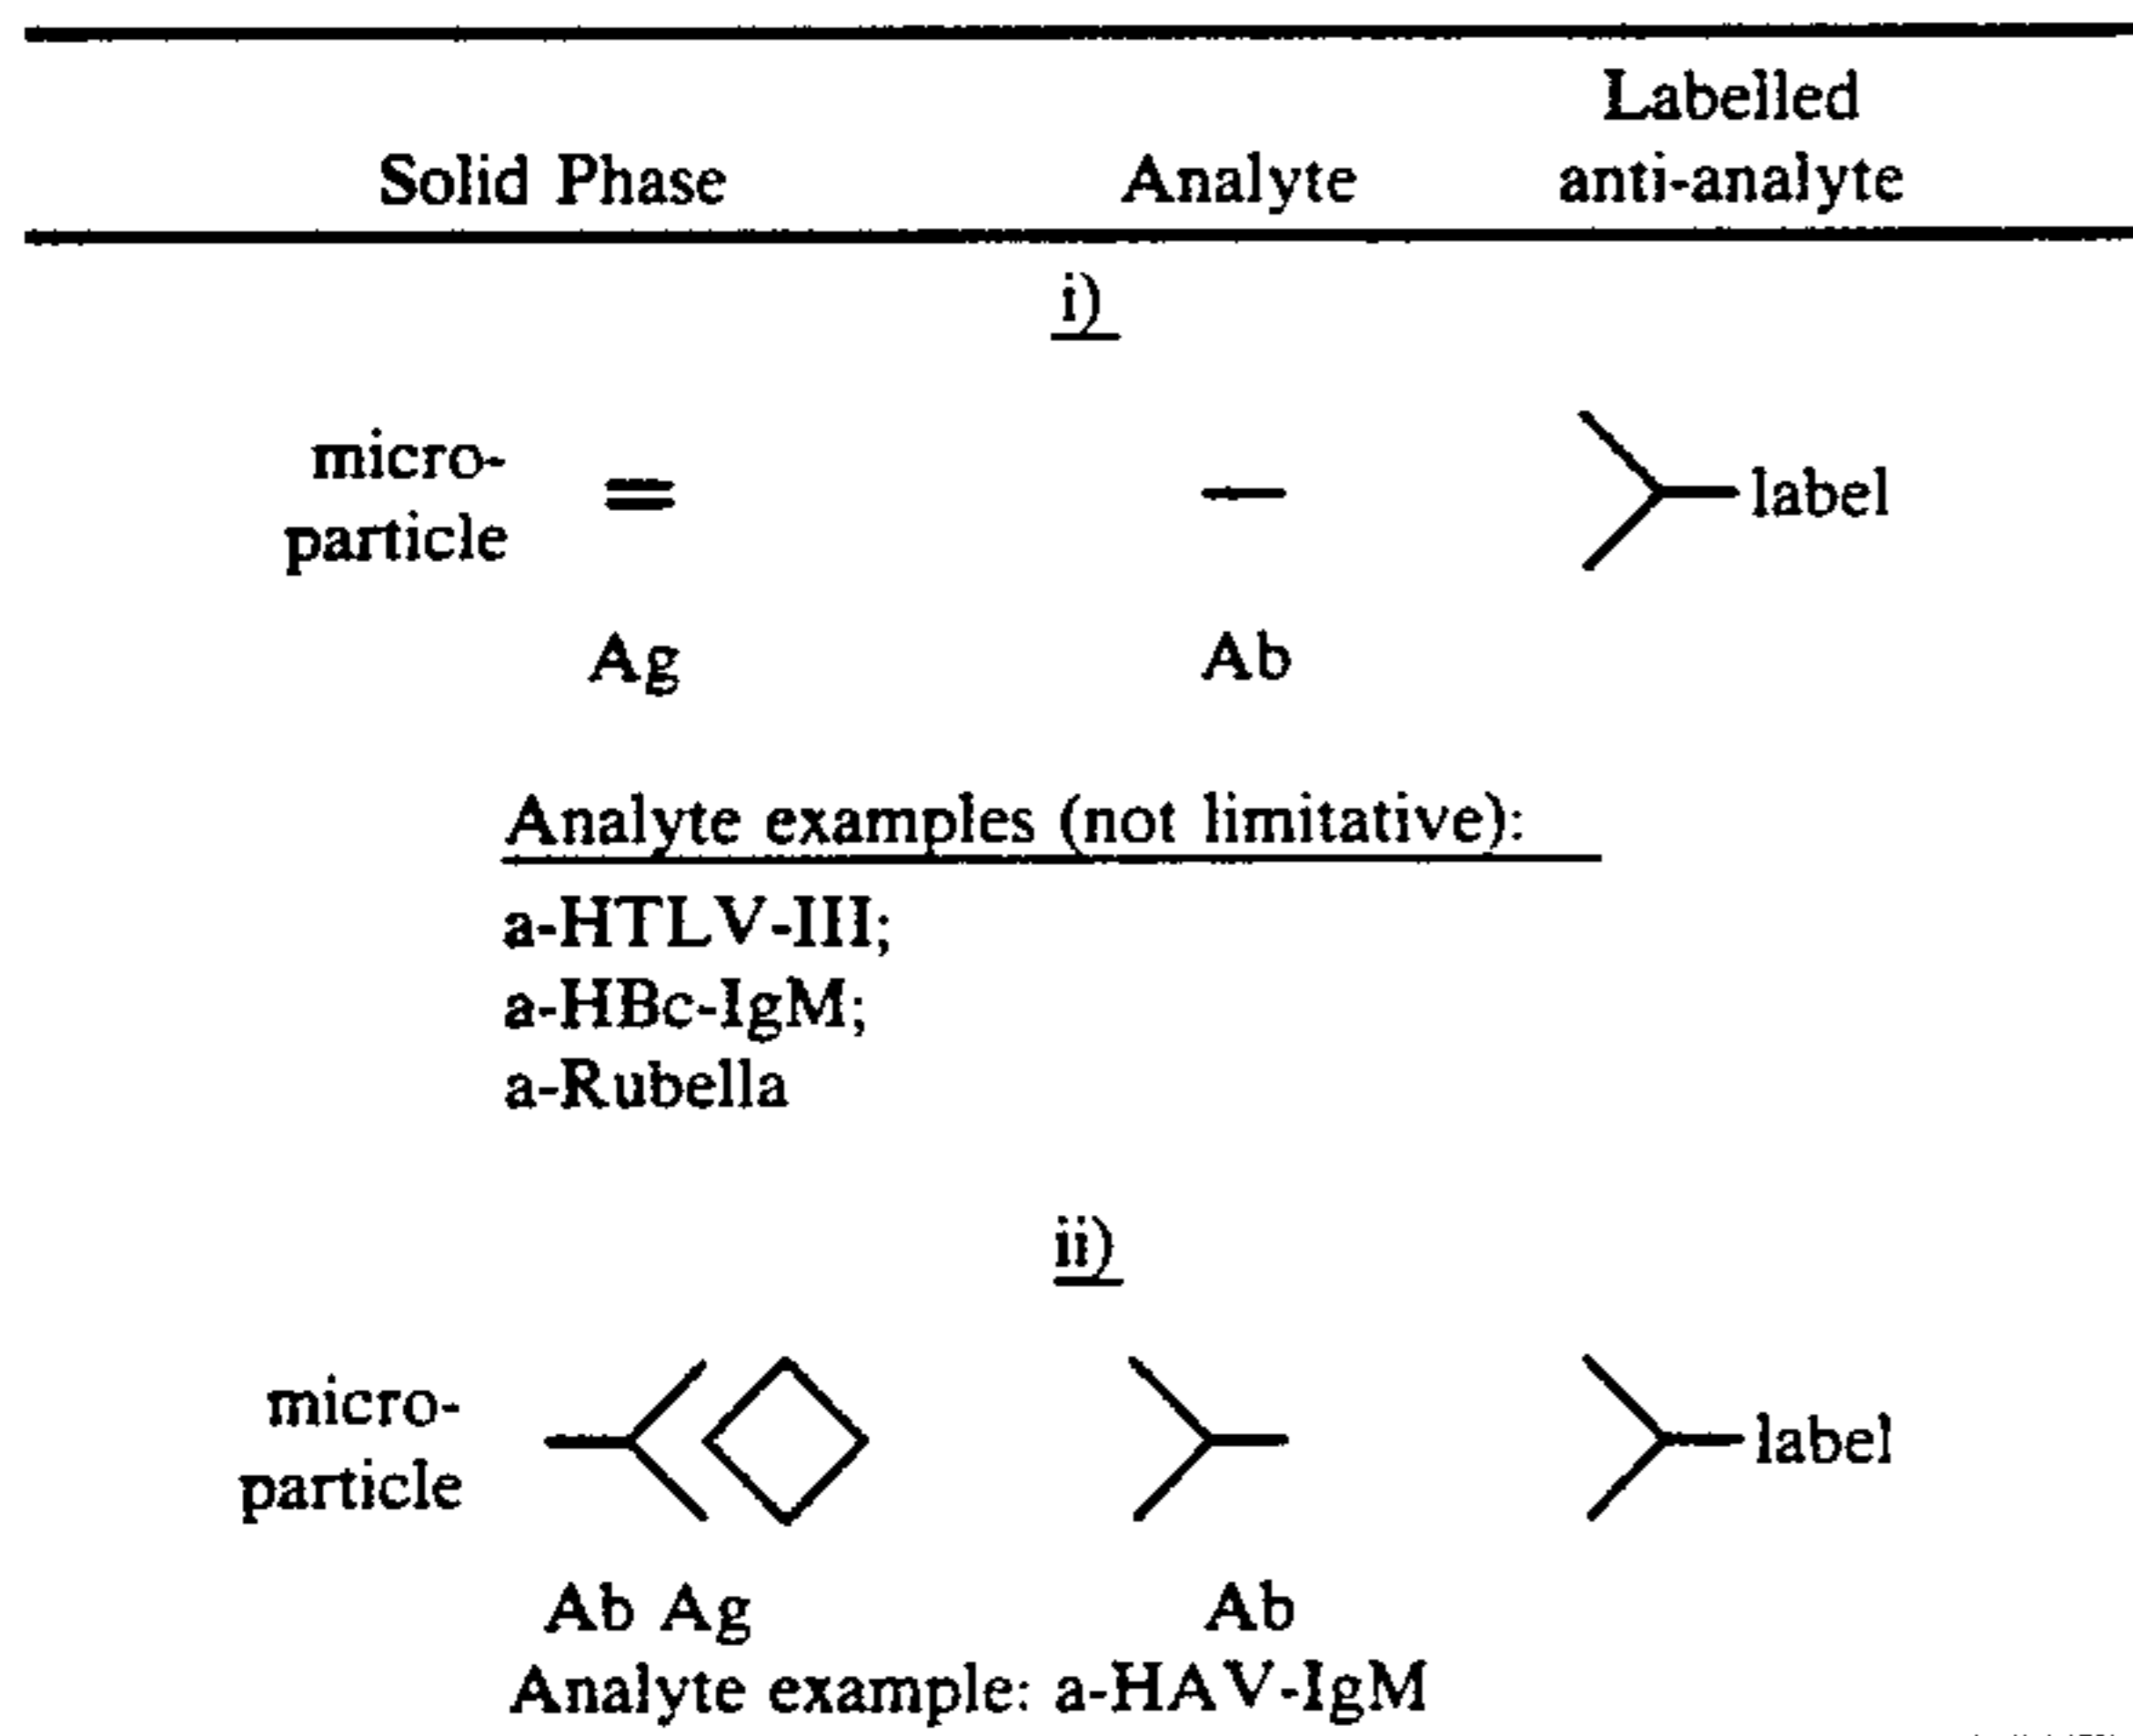 Solid Phase Analyte Labelled anti-analyte
i)
micro-
particle
label
Ag Ab
Analyte examples (not limitative):
a-HTLV-III;
a-HBc-IgM;
a-Rubella
ii)
micro-
particle
label
Ab Ag Ab
Analyte example: a-HAV-IgM